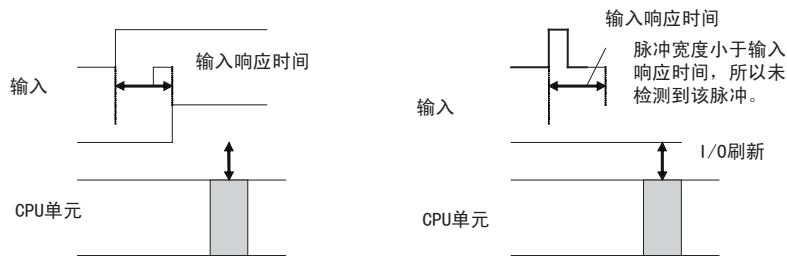 输入响应时间
输入
CPU单元
输入响应时间
脉冲宽度小于输入
响应时间，所以未
检测到该脉冲。
输入
I/O刷新
CPU单元